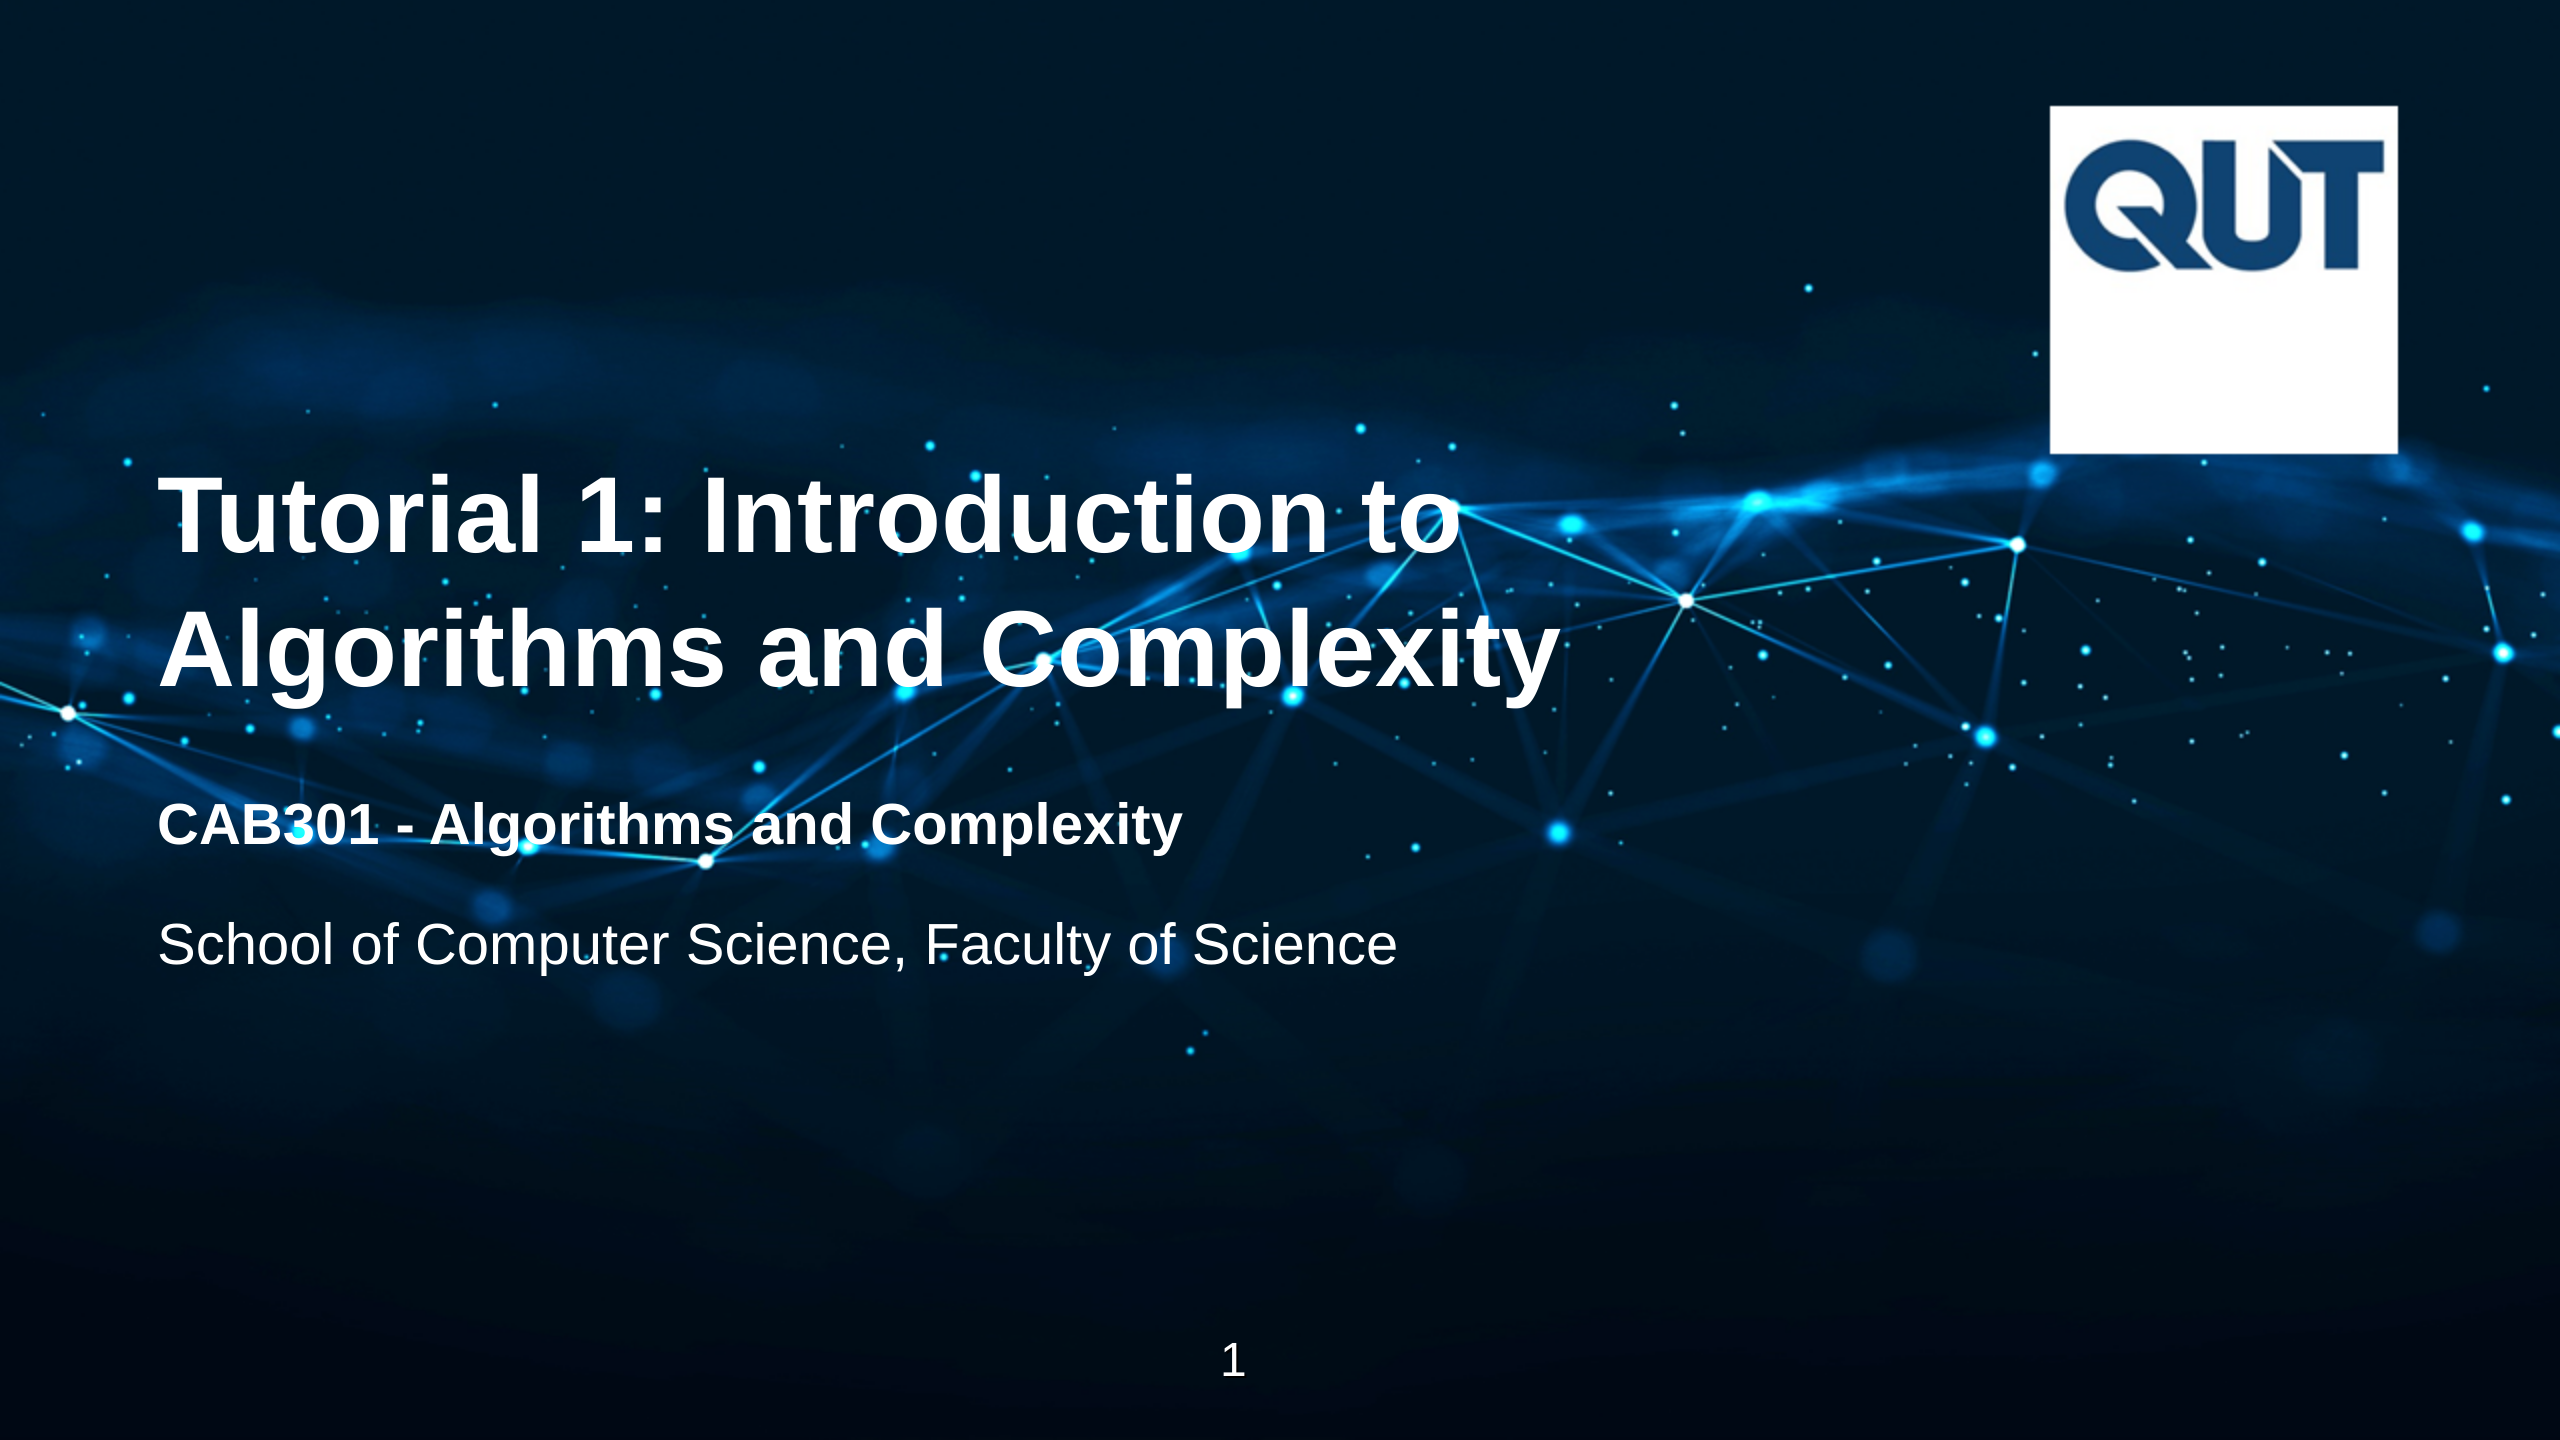 QUT
Tutorial 1: Introduction to
Algorithms and Complexity
CAB301 - Algorithms and Complexity
School of Computer Science, Faculty of Science
1